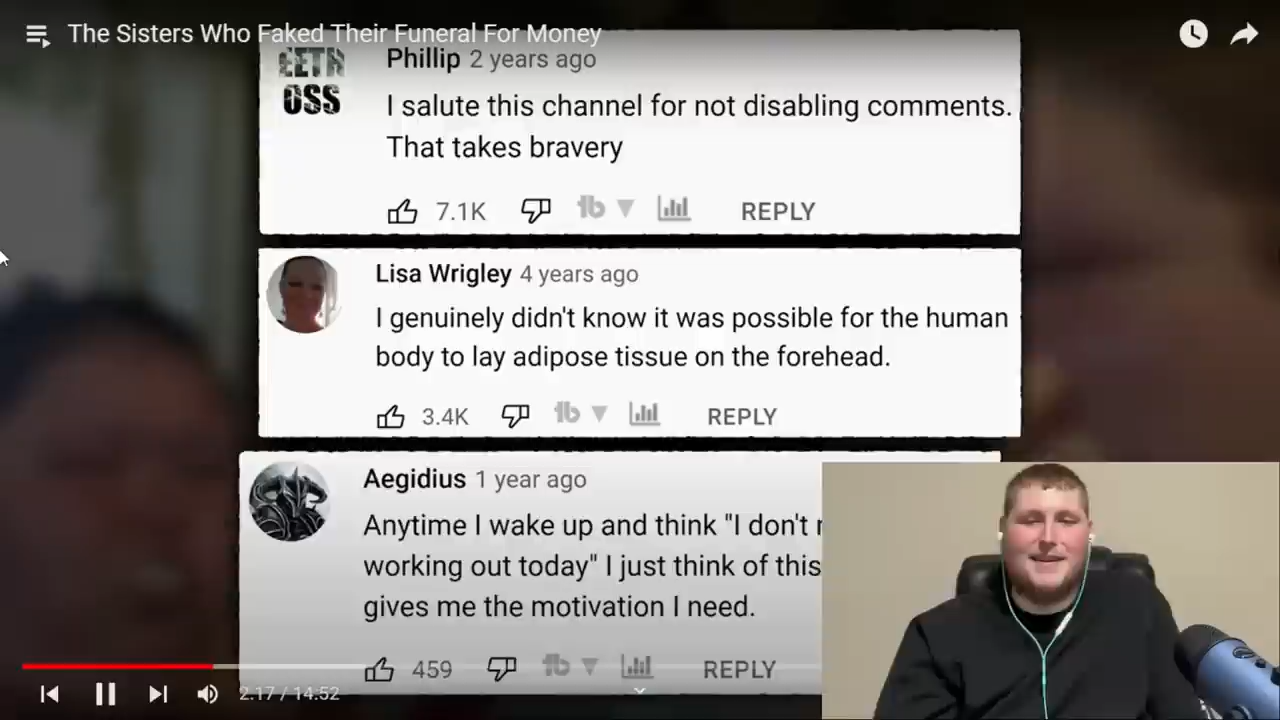 The Sisters Who Faked Their Funeral For Money
Phillip 2 years ago
OSS
I salute this channel for not disabling comments.
That takes bravery
7.1K REPLY
Lisa Wrigley 4 years ago
I genuinely didn't know it was possible for the human
body to lay adipose tissue on the forehead.
3.4K REPLY
Aegidius 1 year ago
Anytime I wake up and think "I don't
working out today" I just think of this
gives me the motivation I need.
459 REPLY
2:17 / 14:52